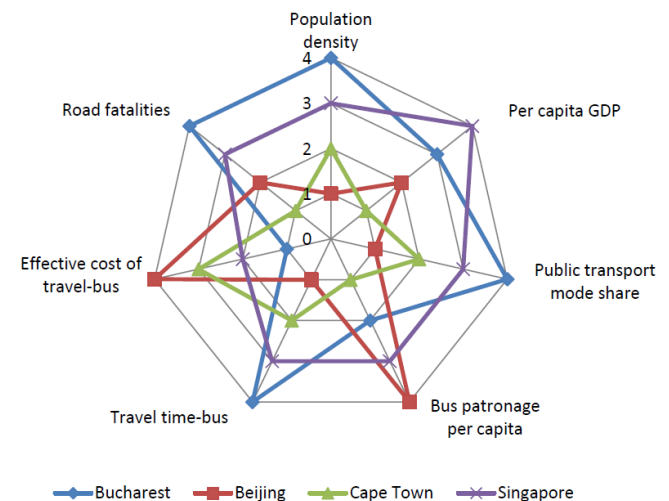 Population
density
4
3
2
1
0
Road fatalities
Per capita GDP
Effective cost of
travel-bus
Public transport
mode share
Travel time-bus
Bus patronage
per capita
Bucharest
Beijing
Cape Town
Singapore